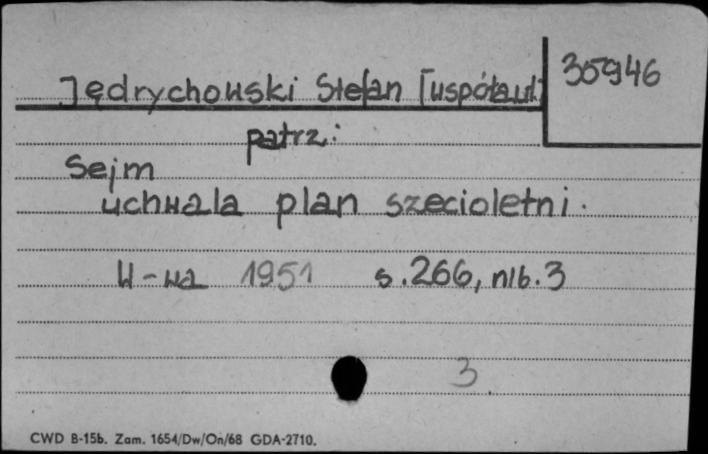 Jędrychowski Stefan [współaut.]
35946
patrz:
Sejm
uchwala plan szecioletni.
W-wa 1951 s.266, nlb.3
3
CWD B-15b. Zam. 1654/Dw/On/68 GDA-2710.